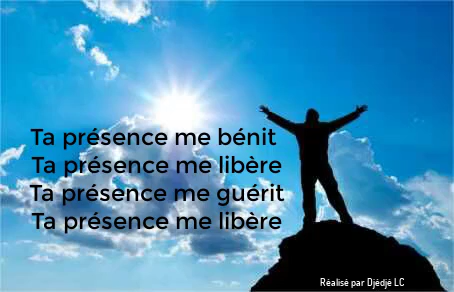 Ta présence me bénit
Ta présence me libère
Ta présence me guérit
Ta présence me libère
Réalisé par Djédjé LC